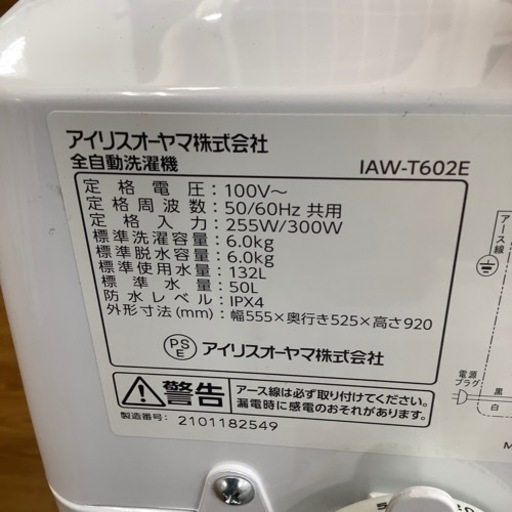 アイリスオーヤマ株式会社
全自動洗濯機 IAW-T602E
定格電圧：100V〜
定格周波数：50/60Hz 共用
定格入力：255W/300W
標準洗濯容量：6.0kg
標準脱水容量：6.0kg
標準使用水量：132L
標準水量：50L
防水レベル：IPX4
外形寸法(mm)：幅555×奥行き525×高さ920
PSE アイリスオーヤマ株式会社
警告 アース線は必ず取り付けてください。
漏電時に感電のおそれがあります。
製造番号：2101182549
アース線
電源
プラグ
黒
白